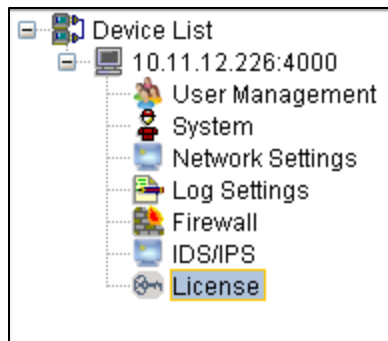 Device List
10.11.12.226:4000
User Management
System
Network Settings
Log Settings
Firewall
IDS/IPS
License